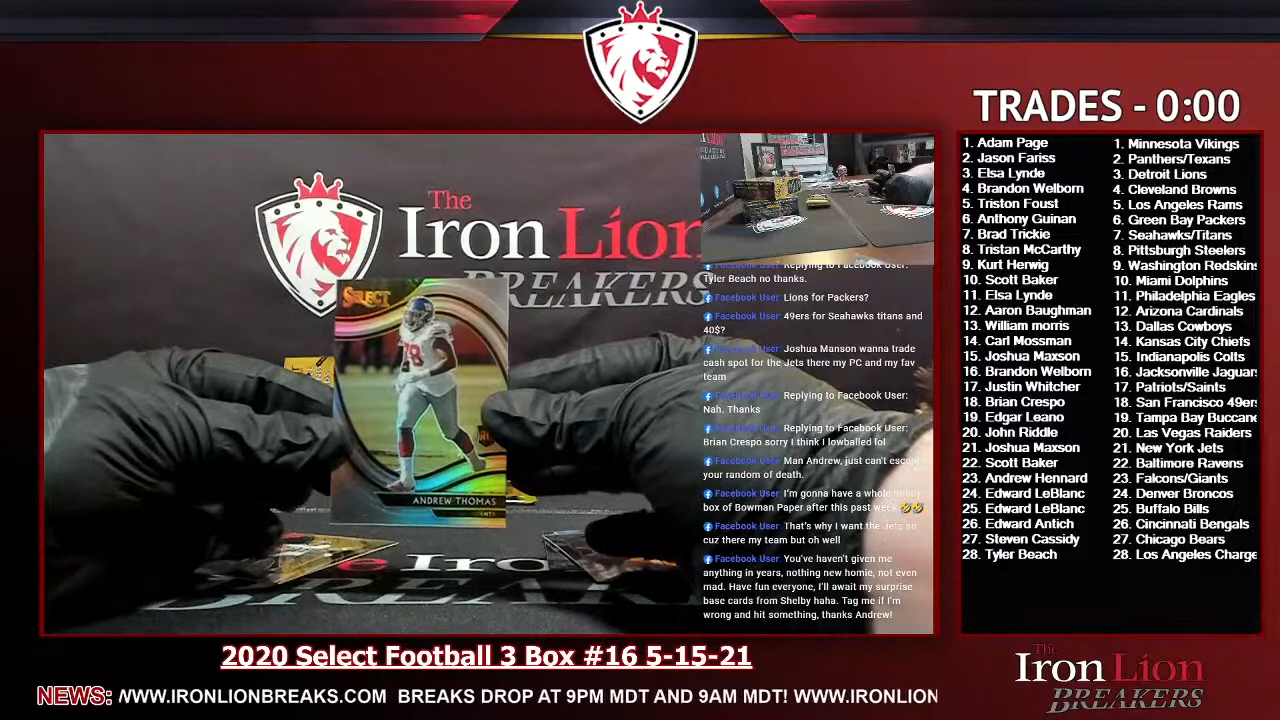 TRADES - 0:00
The
Iron Lion
BREAKERS
SELECT
ANDREW THOMAS
GIANTS
BREAKERS
Facebook User: Replying to Facebook User:
Tyler Beach no thanks.
Facebook User: Lions for Packers?
Facebook User: 49ers for Seahawks titans and
40$?
Facebook User: Joshua Manson wanna trade
cash spot for the Jets there my PC and my fav
team
Facebook User: Replying to Facebook User:
Nah. Thanks
Facebook User: Replying to Facebook User:
Brian Crespo sorry I think I lowballed lol
Facebook User: Man Andrew, just can't escape
your random of death.
Facebook User: I'm gonna have a whole hobby
box of Bowman Paper after this past week 🤣🤣
Facebook User: That's why I want the Jets so
cuz there my team but oh well
Facebook User: You've haven't given me
anything in years, nothing new homie, not even
mad. Have fun everyone, I'll await my surprise
base cards from Shelby haha. Tag me if I'm
wrong and hit something, thanks Andrew!
1. Adam Page 1. Minnesota Vikings
2. Jason Fariss 2. Panthers/Texans
3. Elsa Lynde 3. Detroit Lions
4. Brandon Welborn 4. Cleveland Browns
5. Triston Foust 5. Los Angeles Rams
6. Anthony Guinan 6. Green Bay Packers
7. Brad Trickie 7. Seahawks/Titans
8. Tristan McCarthy 8. Pittsburgh Steelers
9. Kurt Herwig 9. Washington Redskins
10. Scott Baker 10. Miami Dolphins
11. Elsa Lynde 11. Philadelphia Eagles
12. Aaron Baughman 12. Arizona Cardinals
13. William morris 13. Dallas Cowboys
14. Carl Mossman 14. Kansas City Chiefs
15. Joshua Maxson 15. Indianapolis Colts
16. Brandon Welborn 16. Jacksonville Jaguar
17. Justin Whitcher 17. Patriots/Saints
18. Brian Crespo 18. San Francisco 49er
19. Edgar Leano 19. Tampa Bay Buccane
20. John Riddle 20. Las Vegas Raiders
21. Joshua Maxson 21. New York Jets
22. Scott Baker 22. Baltimore Ravens
23. Andrew Hennard 23. Falcons/Giants
24. Edward LeBlanc 24. Denver Broncos
25. Edward LeBlanc 25. Buffalo Bills
26. Edward Antich 26. Cincinnati Bengals
27. Steven Cassidy 27. Chicago Bears
28. Tyler Beach 28. Los Angeles Charge
2020 Select Football 3 Box #16 5-15-21
NEWS: WWW.IRONLIONBREAKS.COM BREAKS DROP AT 9PM MDT AND 9AM MDT! WWW.IRONLION
The
Iron Lion
BREAKERS